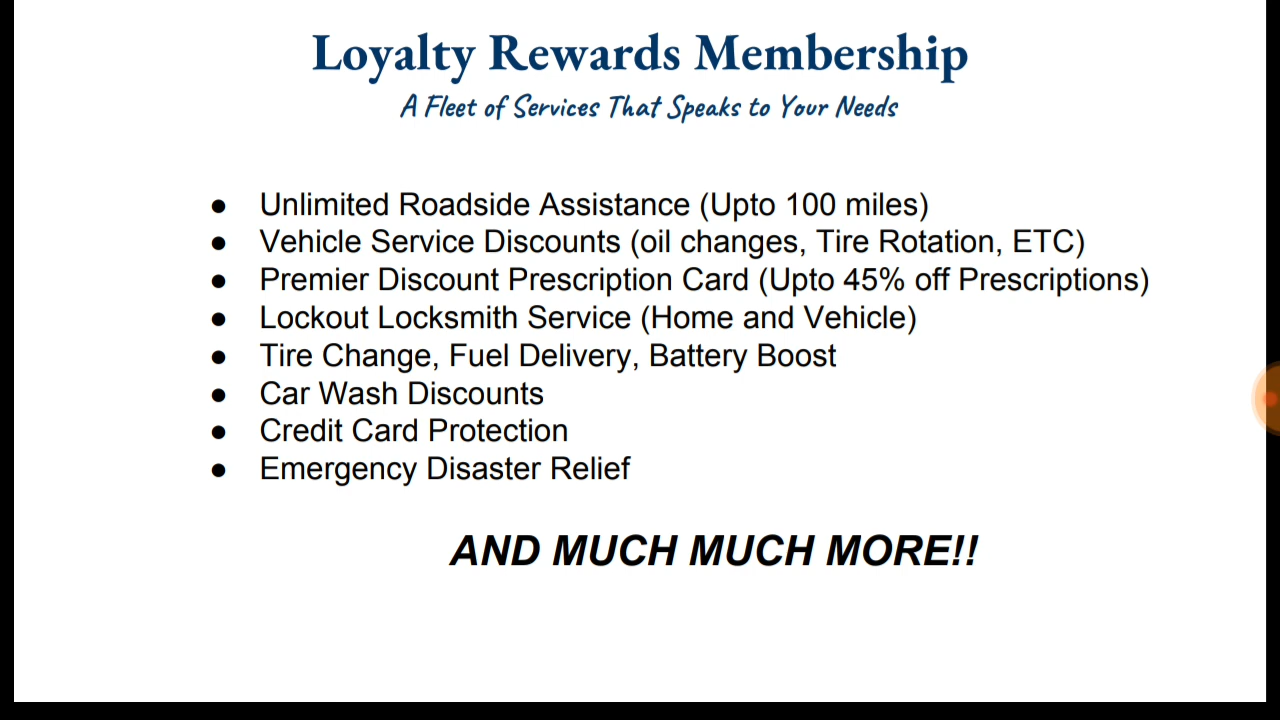 Loyalty Rewards Membership
A Fleet of Services That Speaks to Your Needs
● Unlimited Roadside Assistance (Upto 100 miles)
● Vehicle Service Discounts (oil changes, Tire Rotation, ETC)
● Premier Discount Prescription Card (Upto 45% off Prescriptions)
● Lockout Locksmith Service (Home and Vehicle)
● Tire Change, Fuel Delivery, Battery Boost
● Car Wash Discounts
● Credit Card Protection
● Emergency Disaster Relief
AND MUCH MUCH MORE!!